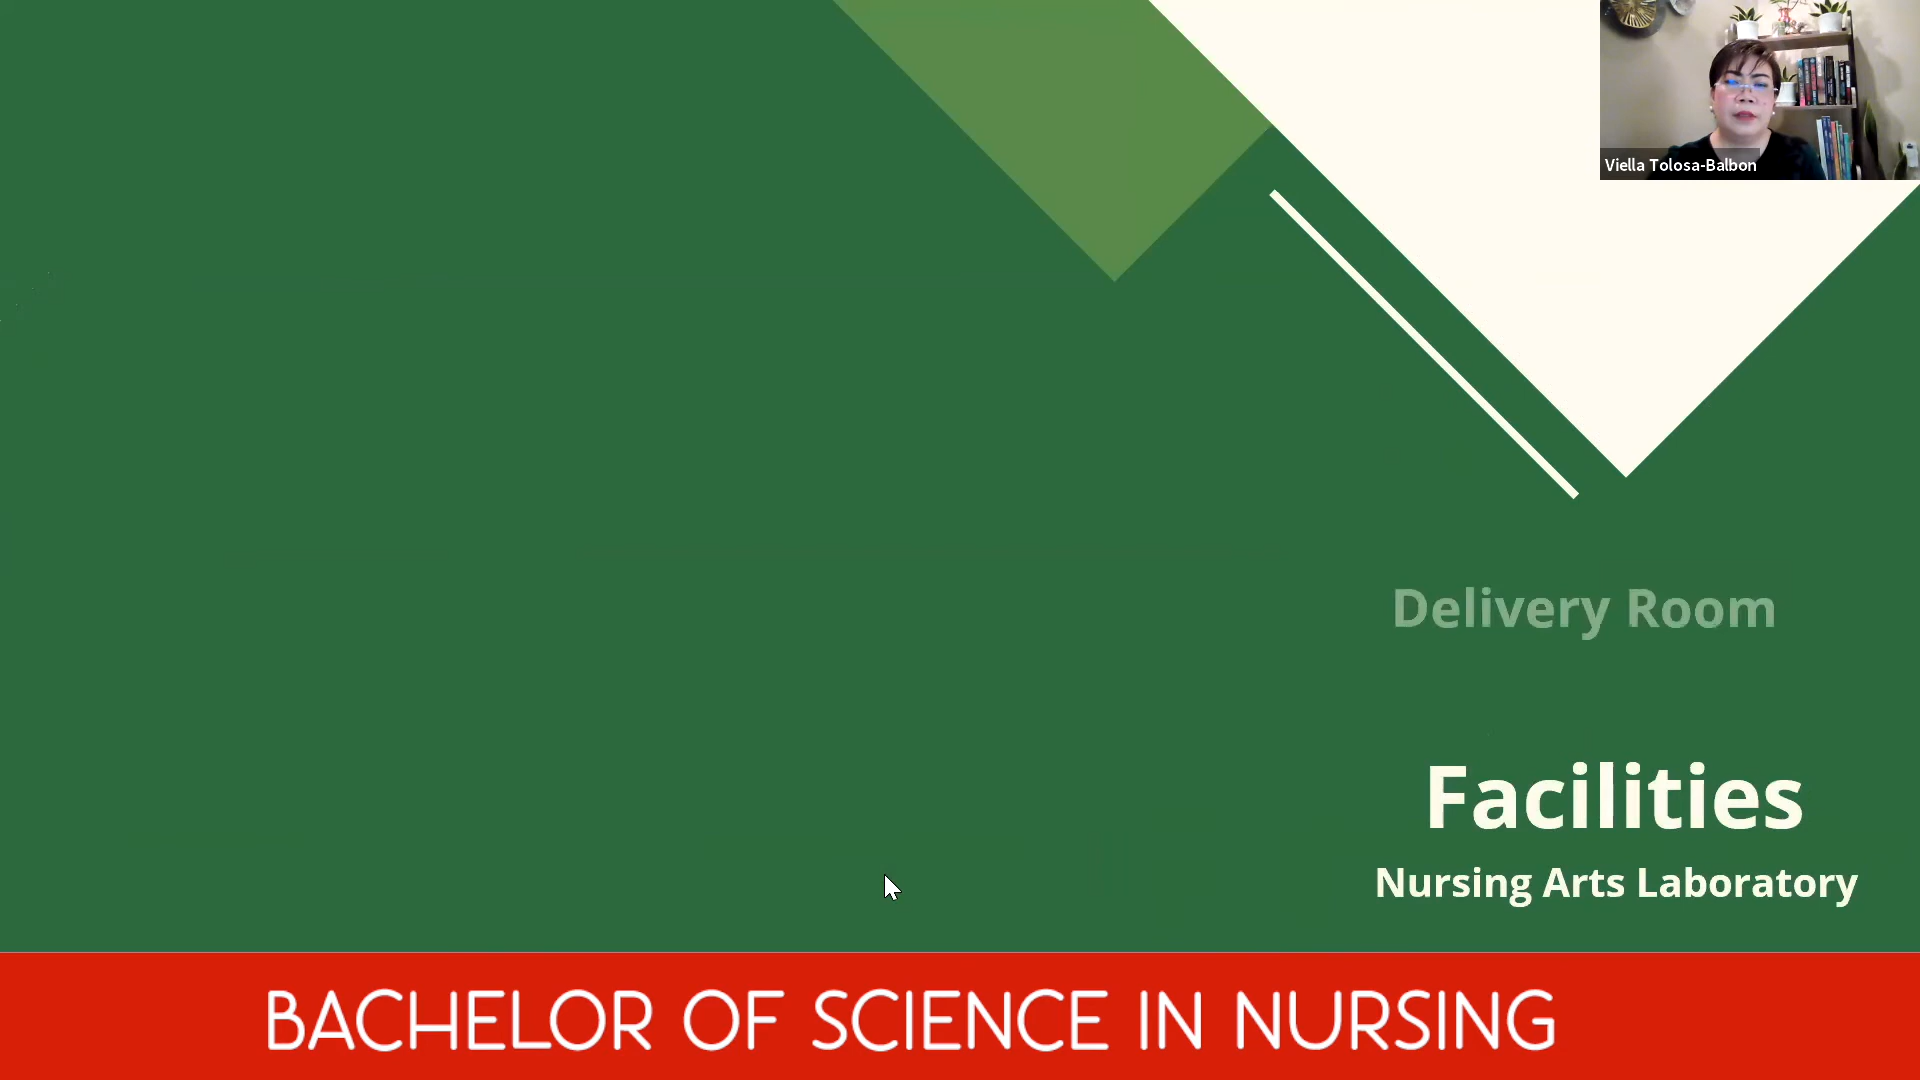 Viella Tolosa-Balbon
Delivery Room
Facilities
Nursing Arts Laboratory
BACHELOR OF SCIENCE IN NURSING